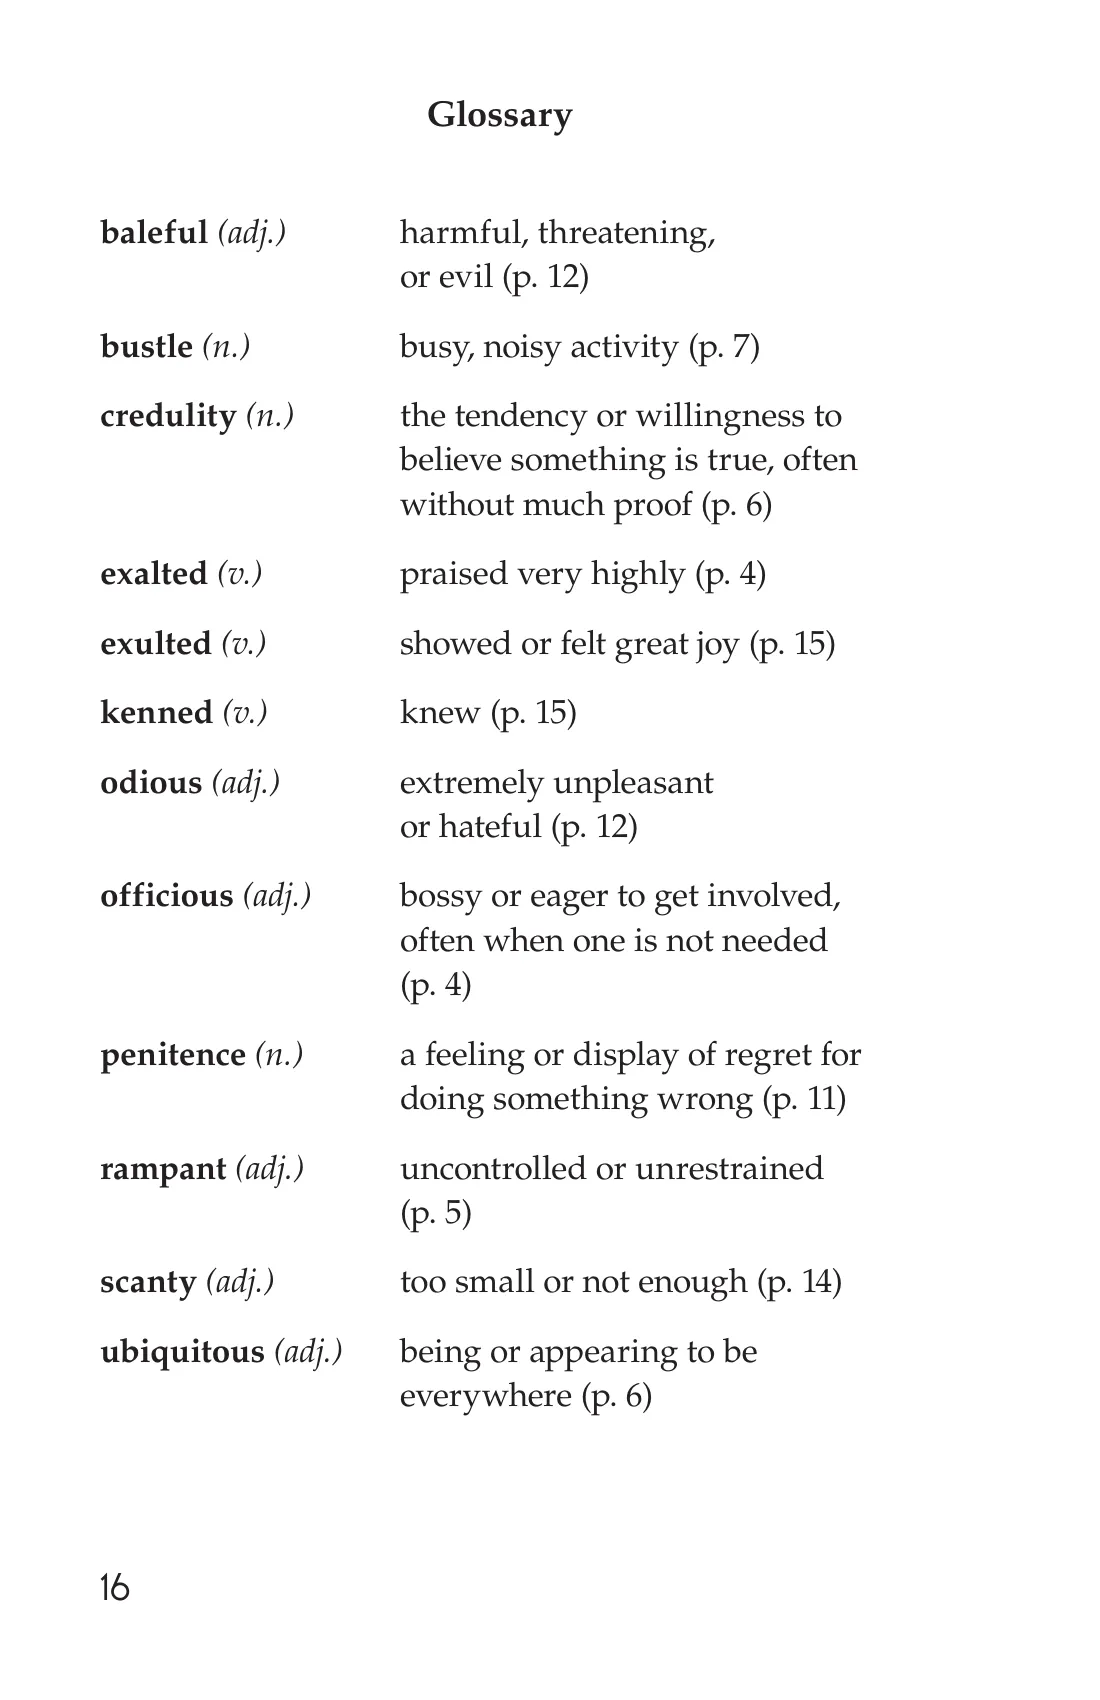 Glossary
baleful (adj.) harmful, threatening,
or evil (p. 12)
bustle (n.) busy, noisy activity (p. 7)
credulity (n.) the tendency or willingness to
believe something is true, often
without much proof (p. 6)
exalted (v.) praised very highly (p. 4)
exulted (v.) showed or felt great joy (p. 15)
kenned (v.) knew (p. 15)
odious (adj.) extremely unpleasant
or hateful (p. 12)
officious (adj.) bossy or eager to get involved,
often when one is not needed
(p. 4)
penitence (n.) a feeling or display of regret for
doing something wrong (p. 11)
rampant (adj.) uncontrolled or unrestrained
(p. 5)
scanty (adj.) too small or not enough (p. 14)
ubiquitous (adj.) being or appearing to be
everywhere (p. 6)
16